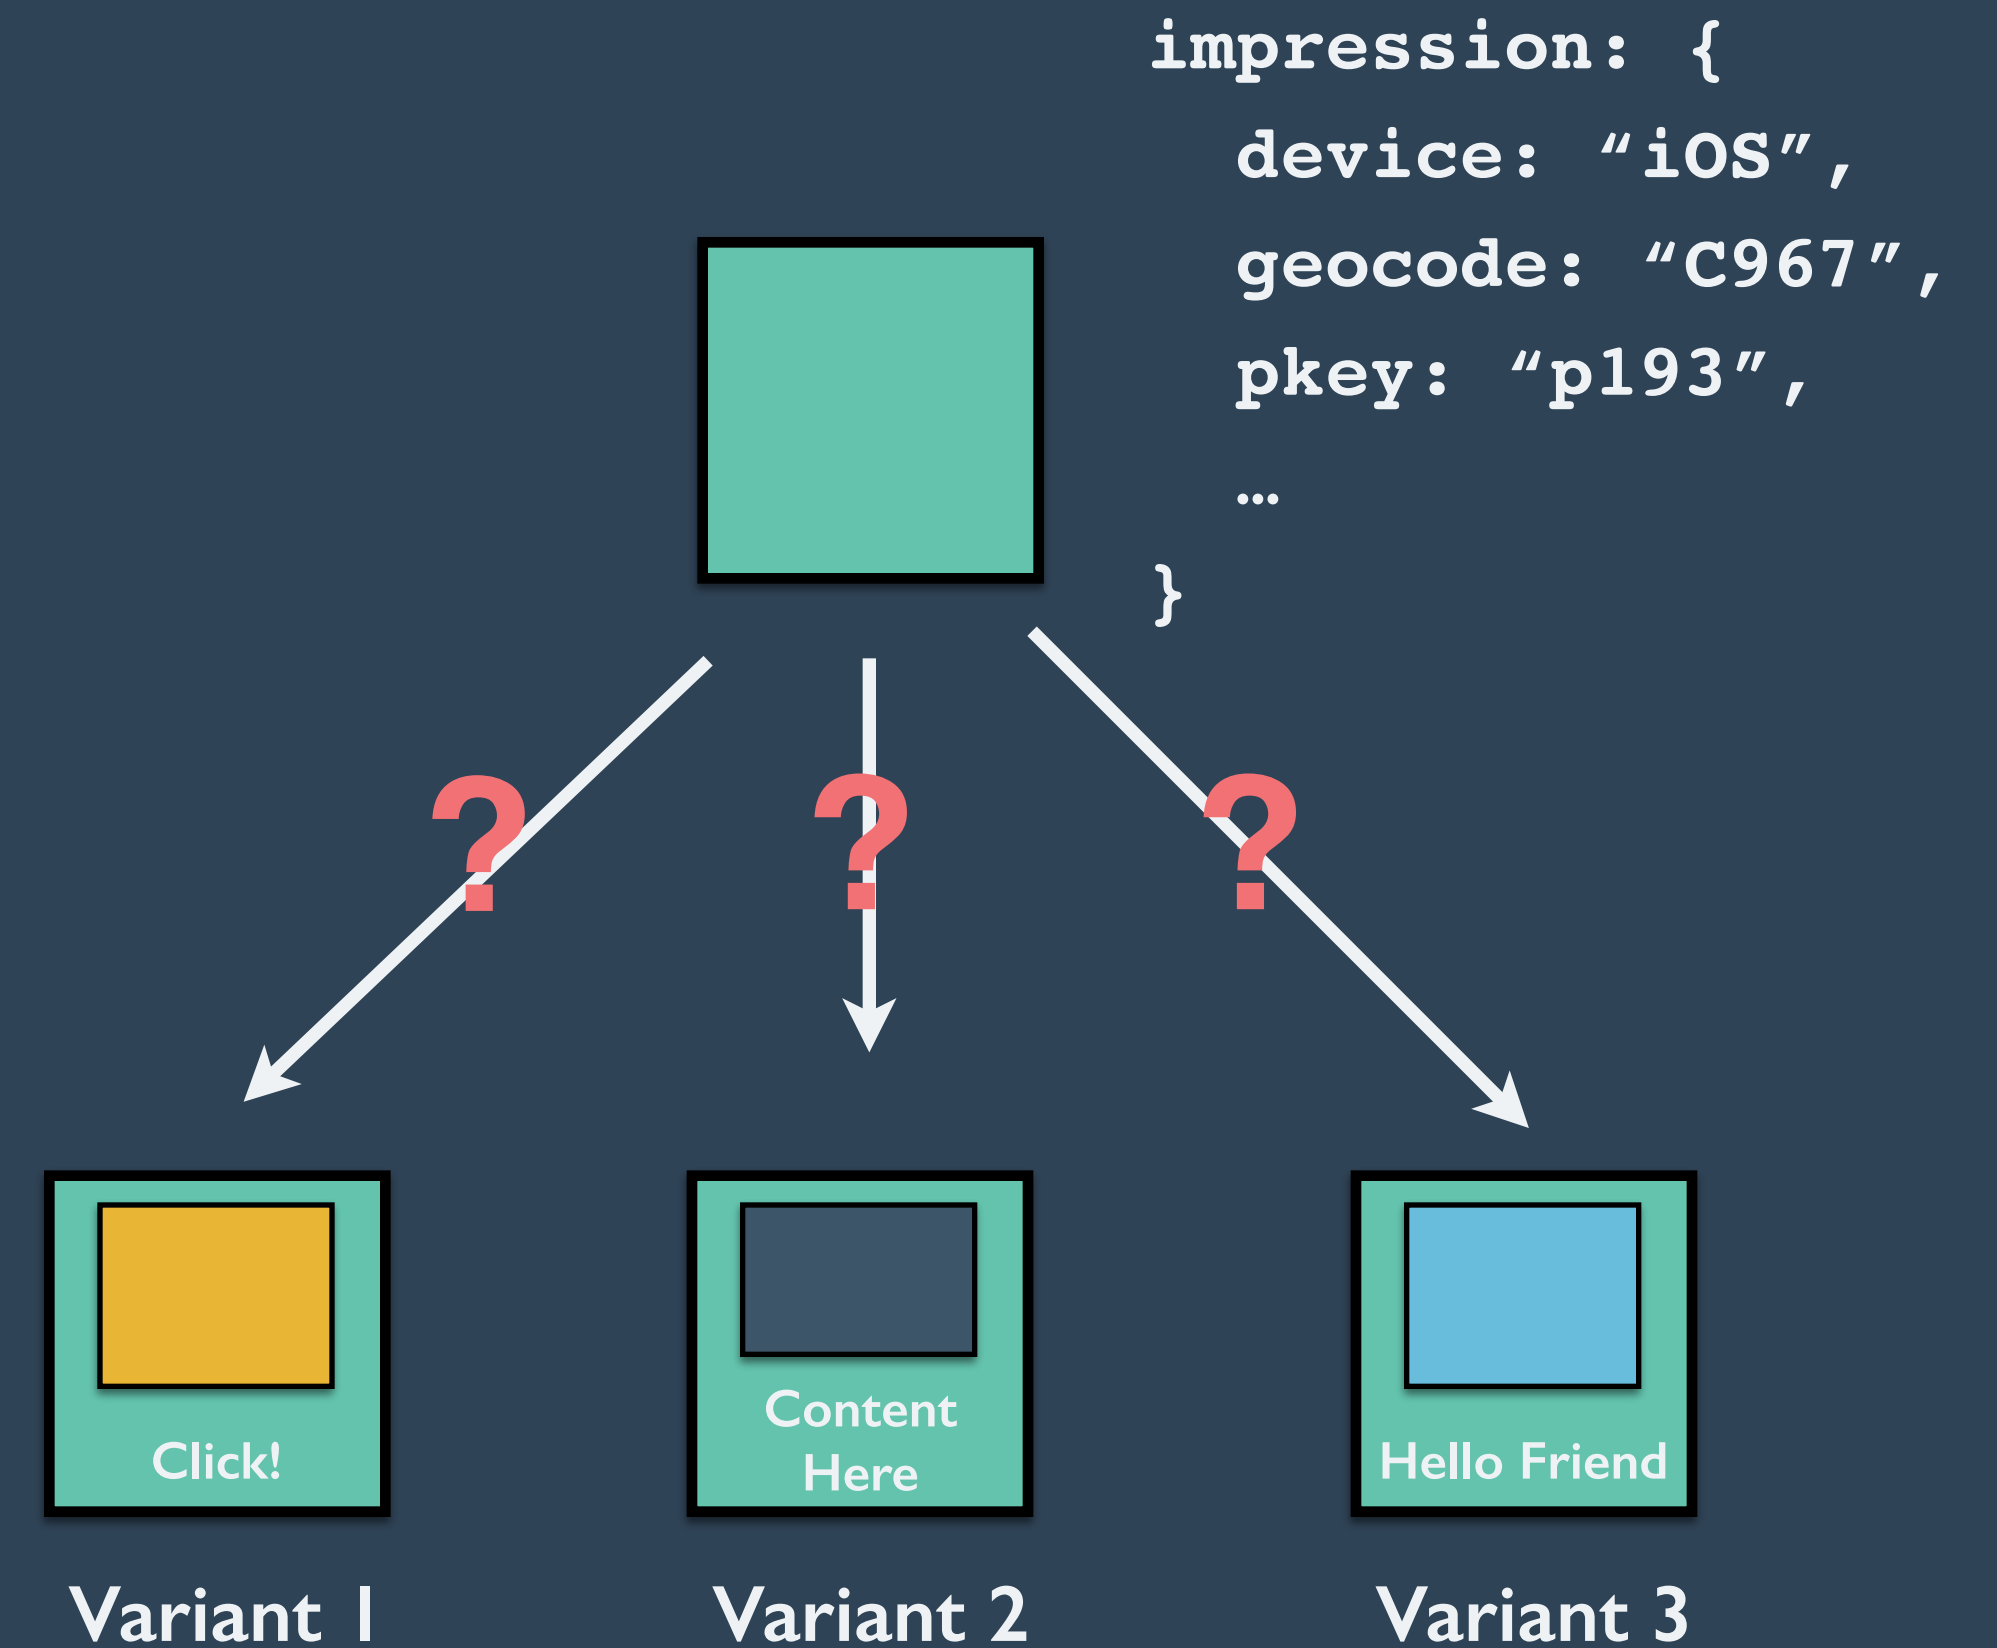 impression: {
device: “iOS”,
geocode: “C967”,
pkey: “p193”,
…
}
?
?
?
Click!
Content
Here
Hello Friend
Variant 1
Variant 2
Variant 3